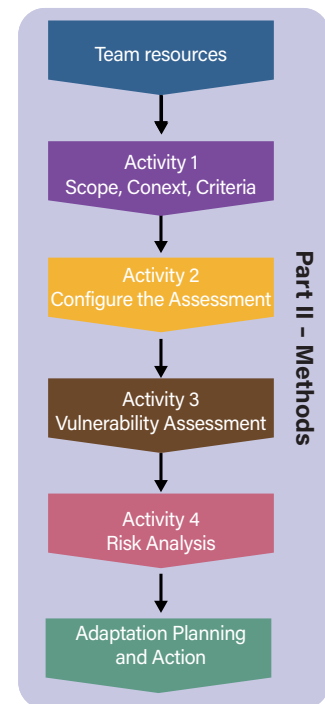 Team resources
Activity 1
Scope, Conext, Criteria
Activity 2
Configure the Assessment
Activity 3
Vulnerability Assessment
Activity 4
Risk Analysis
Adaptation Planning
and Action
Part II – Methods